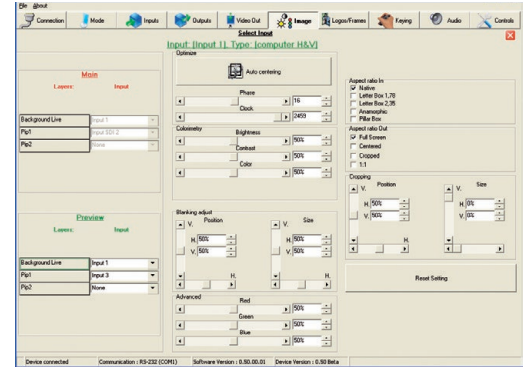 File About
Connection Mode Inputs Outputs Video Out Image Logos/Frames Keying Audio Controls
Select Input
Input: [Input 1], Type: [computer H&V]
Main
Layers: Input
Background Live Input 1
Pip1 Input SDI 2
Pip2 None
Preview
Layers: Input
Background Live Input 1
Pip1 Input 3
Pip2 None
Optimize
Auto centering
Phase
16
Clock
2459
Colorimetry
Brightness
50%
Contrast
50%
Color
50%
Blanking adjust
Position Size
V. V.
H. 50% H. 50%
V. 50% V. 50%
H. H.
Advanced
Red
50%
Green
50%
Blue
50%
Aspect ratio In
Native
Letter Box 1,78
Letter Box 2,35
Anamorphic
Pillar Box
Aspect ratio Out
Full Screen
Centered
Cropped
1:1
Cropping
Position Size
V. V.
H. 50% H. 0%
V. 50% V. 0%
H. H.
Reset Setting
Device connected Communication : RS-232 (COM1) Software Version : 0.50.00.01 Device Version : 0.50 Beta